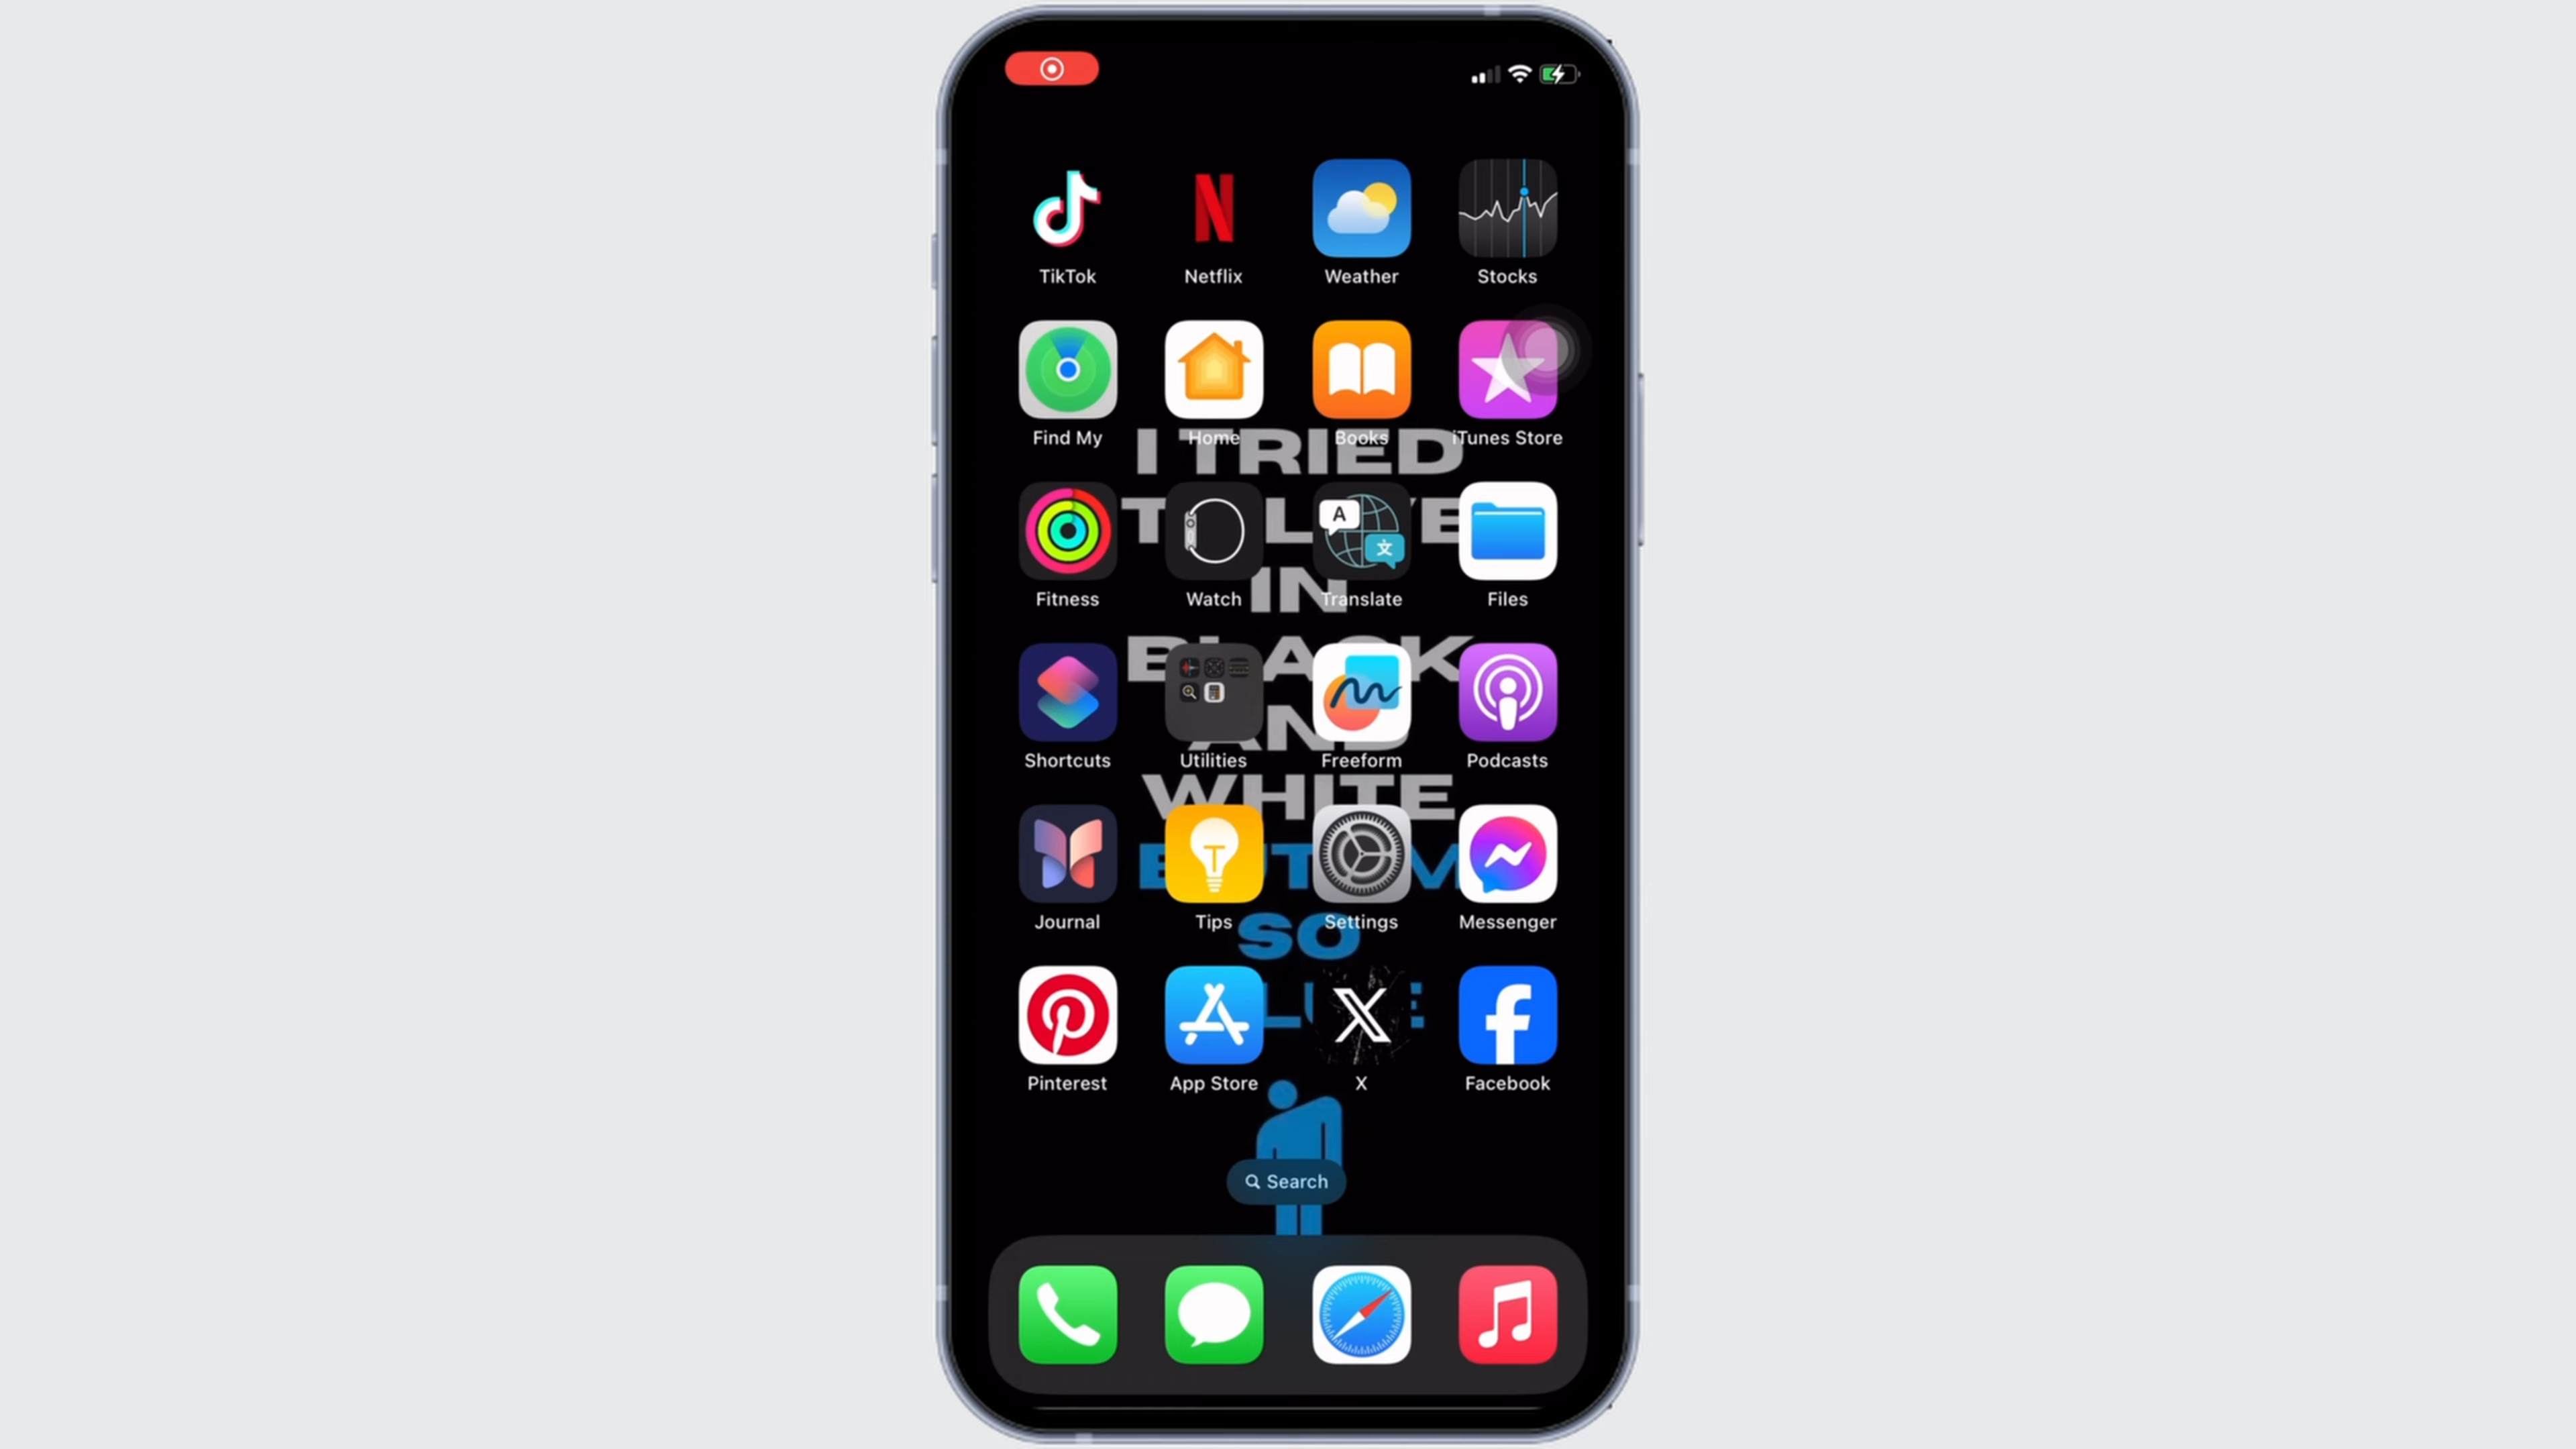 TikTok Netflix Weather Stocks
Find My Home Books iTunes Store
I TRIED
Fitness Watch Translate Files
IN
Shortcuts Utilities Freeform Podcasts
AND
WHITE
Journal Tips Settings Messenger
SO
X
Pinterest App Store X Facebook
Search